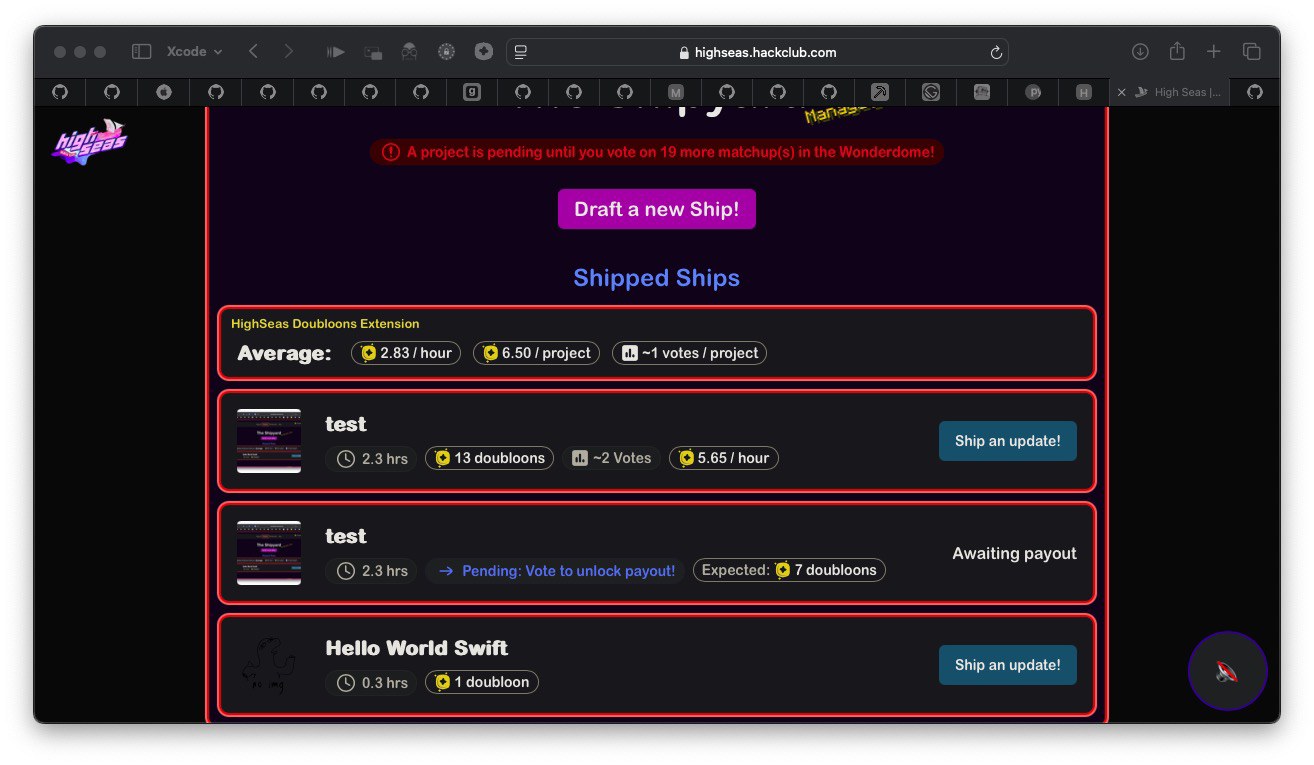 Xcode
highseas.hackclub.com
High Seas |...
high seas
Manager
A project is pending until you vote on 19 more matchup(s) in the Wonderdome!
Draft a new Ship!
Shipped Ships
HighSeas Doubloons Extension
Average: 2.83 / hour 6.50 / project ~1 votes / project
test
2.3 hrs 13 doubloons ~2 Votes 5.65 / hour
Ship an update!
test
2.3 hrs → Pending: Vote to unlock payout! Expected: 7 doubloons
Awaiting payout
Hello World Swift
no img
0.3 hrs 1 doubloon
Ship an update!